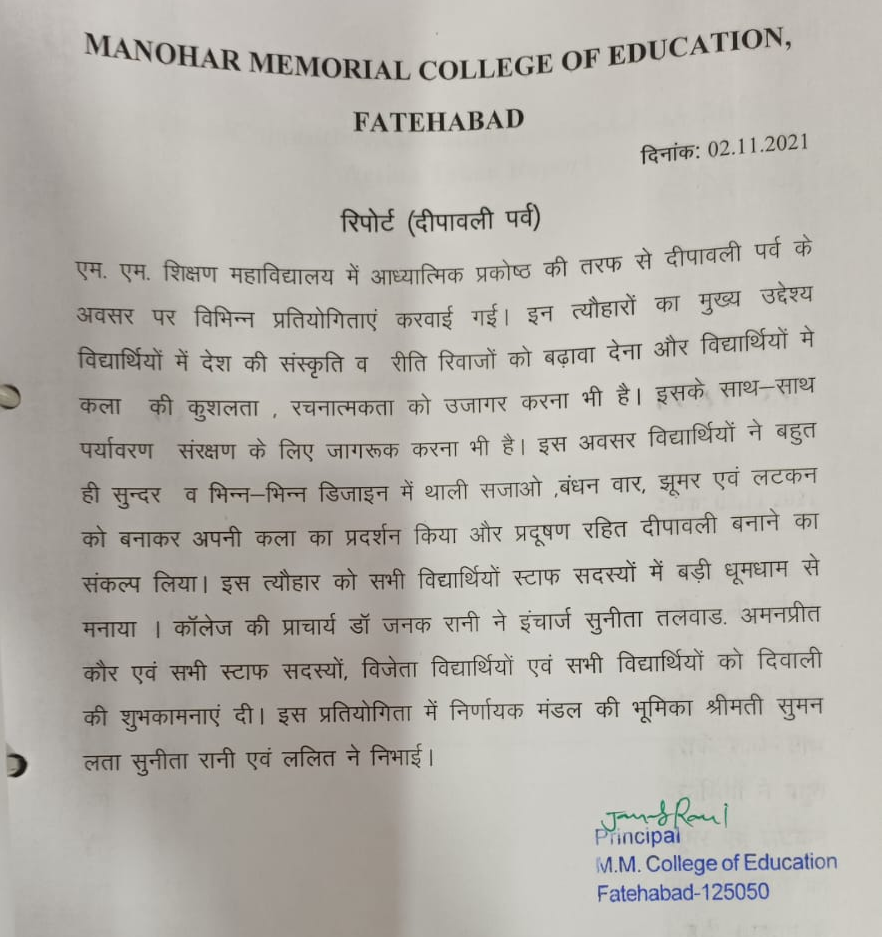 MANOHAR MEMORIAL COLLEGE OF EDUCATION,
FATEHABAD
दिनांक: 02.11.2021
रिपोर्ट (दीपावली पर्व)
एम. एम. शिक्षण महाविद्यालय में आध्यात्मिक प्रकोष्ठ की तरफ से दीपावली पर्व के
अवसर पर विभिन्न प्रतियोगिताएं करवाई गई। इन त्यौहारों का मुख्य उद्देश्य
विद्यार्थियों में देश की संस्कृति व रीति रिवाजों को बढ़ावा देना और विद्यार्थियों मे
कला की कुशलता , रचनात्मकता को उजागर करना भी है। इसके साथ–साथ
पर्यावरण संरक्षण के लिए जागरूक करना भी है। इस अवसर विद्यार्थियों ने बहुत
ही सुन्दर व भिन्न–भिन्न डिजाइन में थाली सजाओ ,बंधन वार, झूमर एवं लटकन
को बनाकर अपनी कला का प्रदर्शन किया और प्रदूषण रहित दीपावली बनाने का
संकल्प लिया। इस त्यौहार को सभी विद्यार्थियों स्टाफ सदस्यों में बड़ी धूमधाम से
मनाया । कॉलेज की प्राचार्य डॉ जनक रानी ने इंचार्ज सुनीता तलवाड. अमनप्रीत
कौर एवं सभी स्टाफ सदस्यों, विजेता विद्यार्थियों एवं सभी विद्यार्थियों को दिवाली
की शुभकामनाएं दी। इस प्रतियोगिता में निर्णायक मंडल की भूमिका श्रीमती सुमन
लता सुनीता रानी एवं ललित ने निभाई।
Principal
M.M. College of Education
Fatehabad-125050